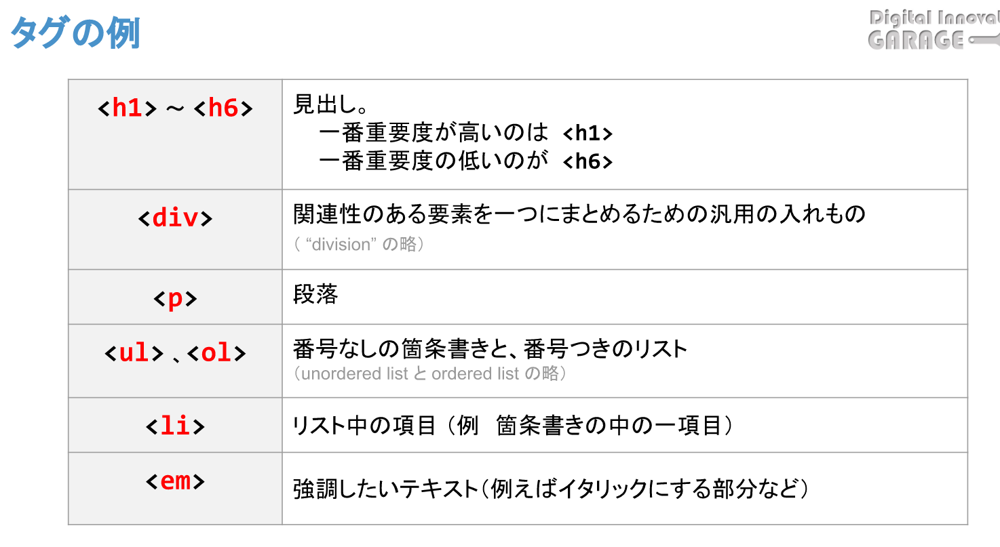 タグの例
Digital Innovat
GARAGE
<h1> ~ <h6>
見出し。
一番重要度が高いのは <h1>
一番重要度の低いのが <h6>
<div>
関連性のある要素を一つにまとめるための汎用の入れもの
（ “division” の略）
<p>
段落
<ul> 、<ol>
番号なしの箇条書きと、番号つきのリスト
（unordered list と ordered list の略）
<li>
リスト中の項目（例　箇条書きの中の一項目）
<em>
強調したいテキスト（例えばイタリックにする部分など）